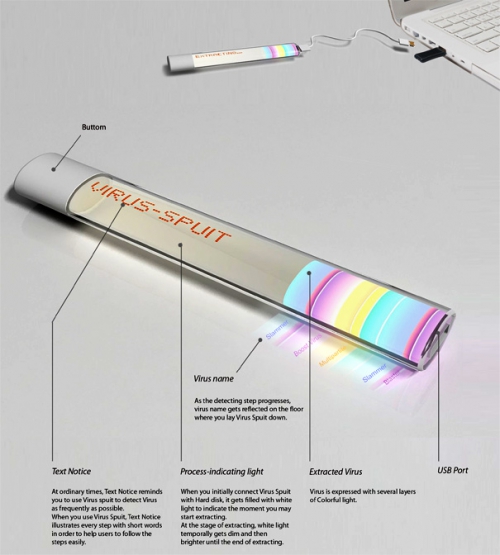 Buttom
VIRUS-SPUIT
Slammer
Slammer
Virus name
As the detecting step progresses,
virus name gets reflected on the floor
where you lay Virus Spuit down.
Text Notice
At ordinary times, Text Notice reminds
you to use Virus spuit to detect Virus
as frequently as possible.
When you use Virus Spuit, Text Notice
illustrates every step with short words
in order to help users to follow the
steps easily.
Process-indicating light
When you initially connect Virus Spuit
with Hard disk, it gets filled with white
light to indicate the moment you may
start extracting.
At the stage of extracting, white light
temporally gets dim and then
brighter until the end of extracting.
Extracted Virus
Virus is expressed with several layers
of Colorful light.
USB Port